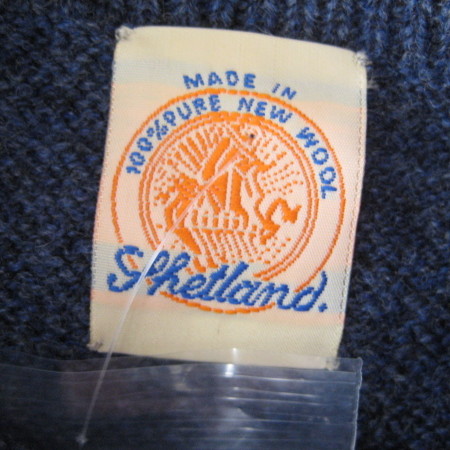 MADE IN
100% PURE NEW WOOL
Shetland.